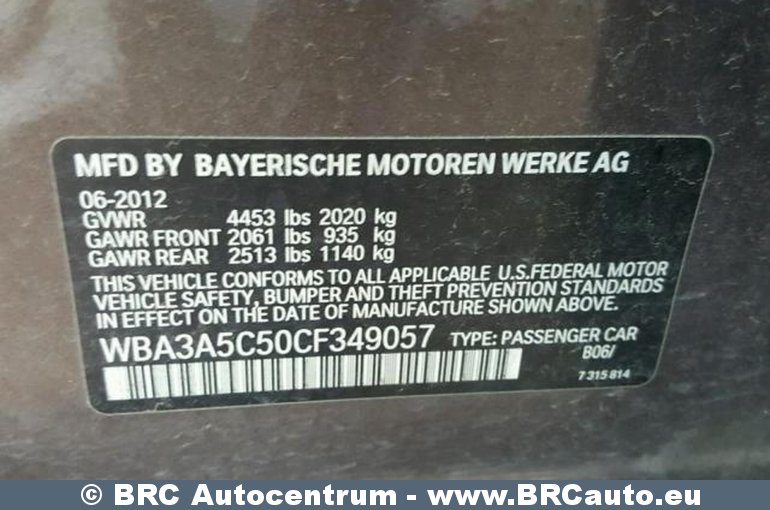 MFD BY BAYERISCHE MOTOREN WERKE AG
06-2012
GVWR 4453 lbs 2020 kg
GAWR FRONT 2061 lbs 935 kg
GAWR REAR 2513 lbs 1140 kg
THIS VEHICLE CONFORMS TO ALL APPLICABLE U.S.FEDERAL MOTOR
VEHICLE SAFETY, BUMPER AND THEFT PREVENTION STANDARDS
IN EFFECT ON THE DATE OF MANUFACTURE SHOWN ABOVE.
WBA3A5C50CF349057 TYPE: PASSENGER CAR
B06/
7 315 814
© BRC Autocentrum - www.BRCauto.eu